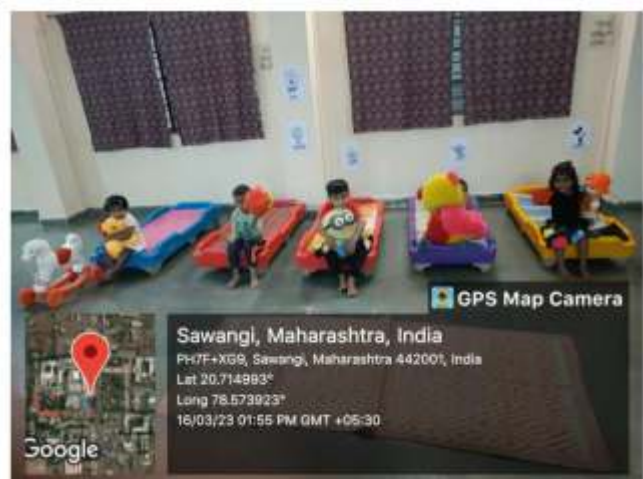 GPS Map Camera
Sawangi, Maharashtra, India
PH7F+XG9, Sawangi, Maharashtra 442001, India
Lat 20.714993°
Long 78.573923°
16/03/23 01:55 PM GMT +05:30
Google